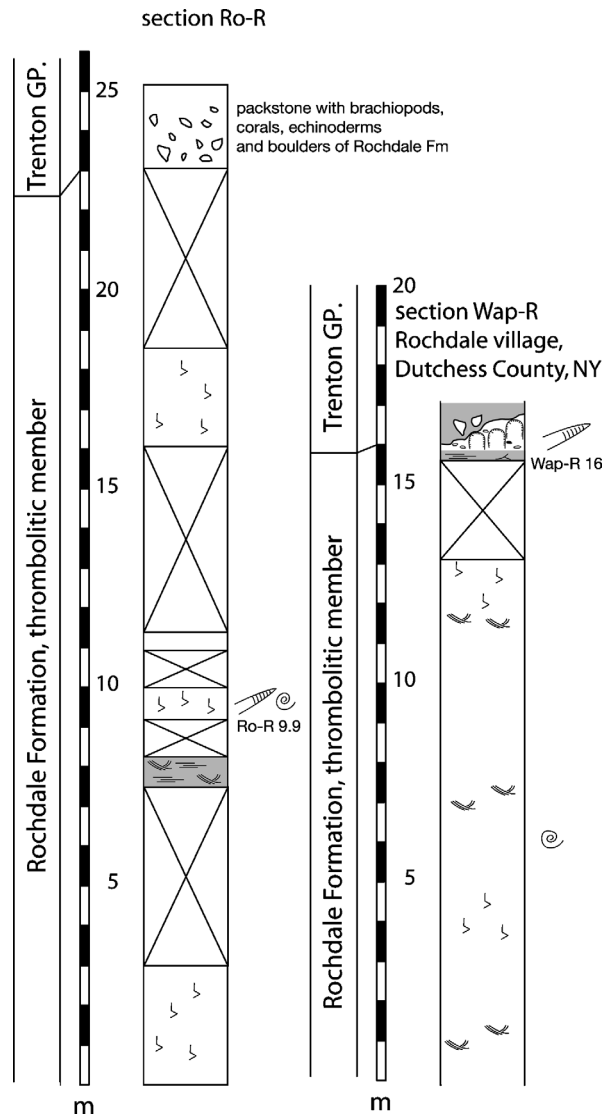 section Ro-R
Trenton GP.
Rochdale Formation, thrombolitic member
25
20
15
10
5
m
packstone with brachiopods,
corals, echinoderms
and boulders of Rochdale Fm
Ro-R 9.9
Trenton GP.
Rochdale Formation, thrombolitic member
20
15
10
5
m
section Wap-R
Rochdale village,
Dutchess County, NY
Wap-R 16